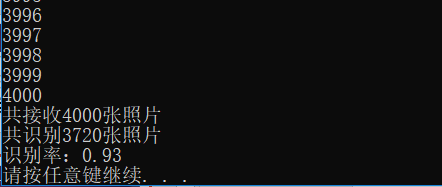 3996
3997
3998
3999
4000
共接收4000张照片
共识别3720张照片
识别率：0.93
请按任意键继续. . .